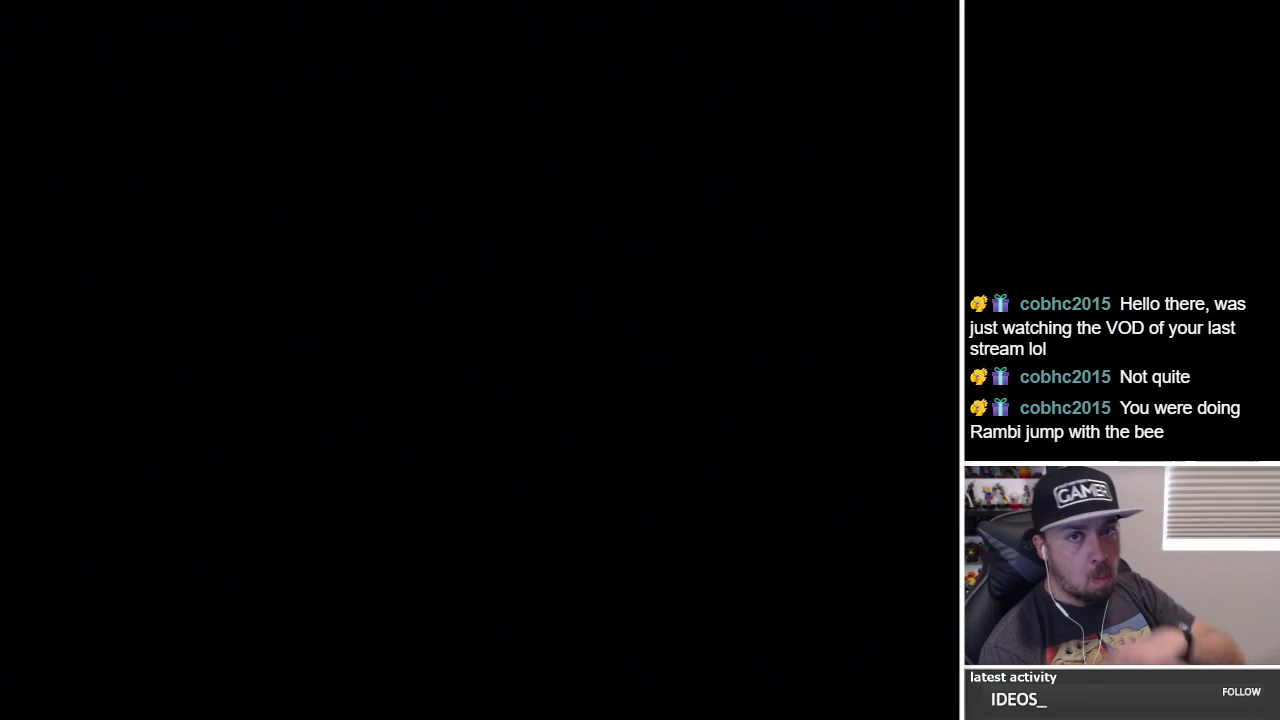 cobhc2015 Hello there, was
just watching the VOD of your last
stream lol
cobhc2015 Not quite
cobhc2015 You were doing
Rambi jump with the bee
GAMER
latest activity
IDEOS_
FOLLOW